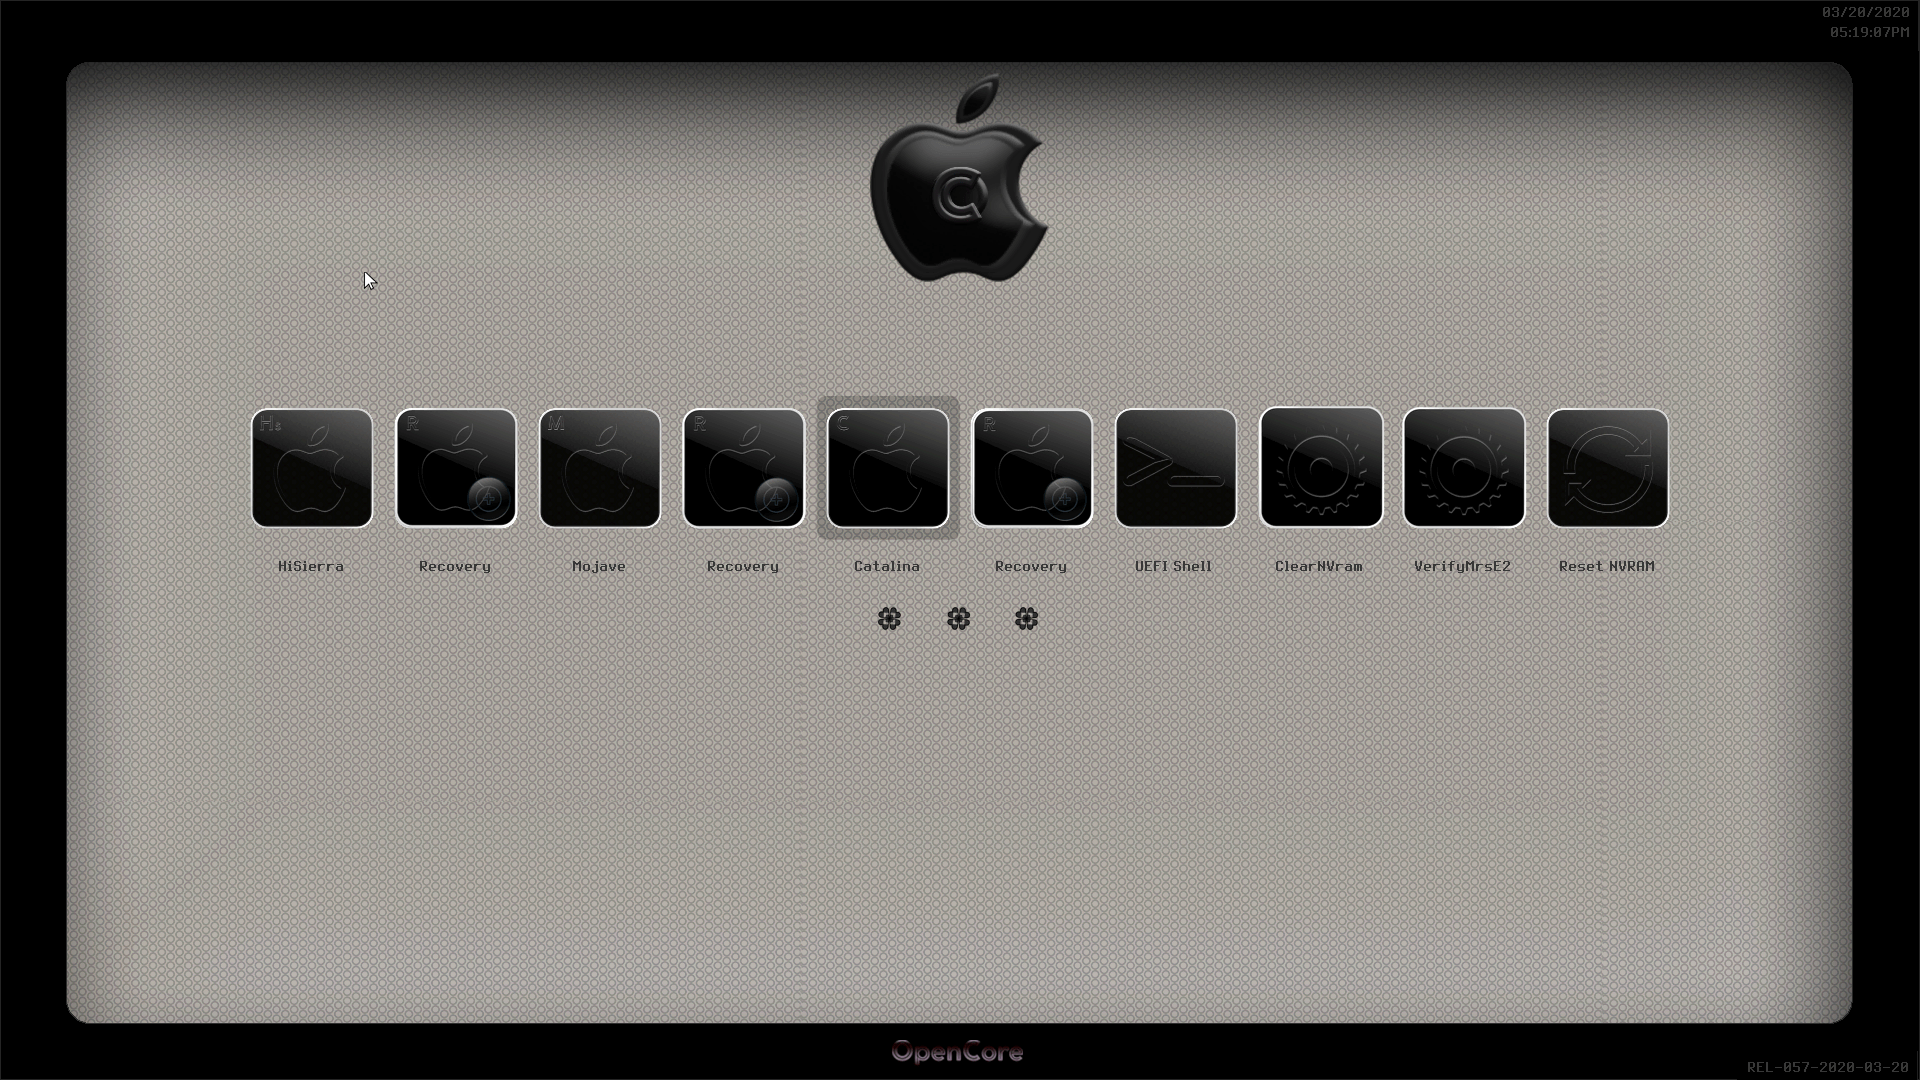 03/20/2020
05:19:07PM
Hs R M R C R
HiSierra Recovery Mojave Recovery Catalina Recovery UEFI Shell ClearNVram VerifyMrsE2 Reset NVRAM
OpenCore
REL-057-2020-03-20